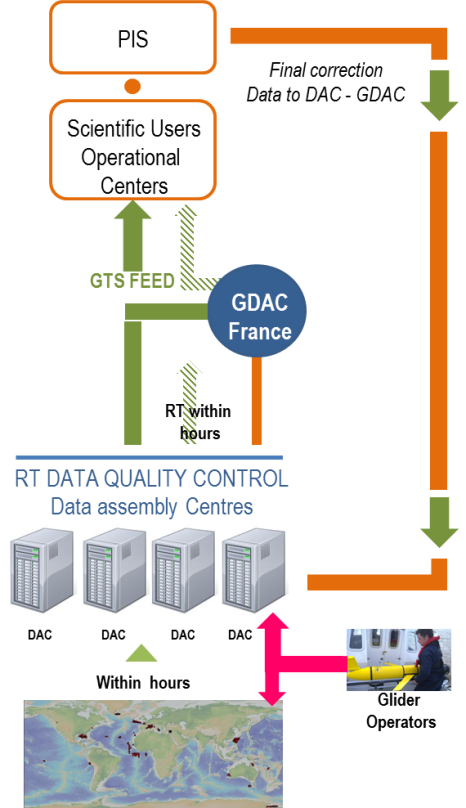 PIS
Final correction
Data to DAC - GDAC
Scientific Users
Operational
Centers
GTS FEED
GDAC
France
RT within
hours
RT DATA QUALITY CONTROL
Data assembly Centres
DAC DAC DAC DAC
Within hours
Glider
Operators